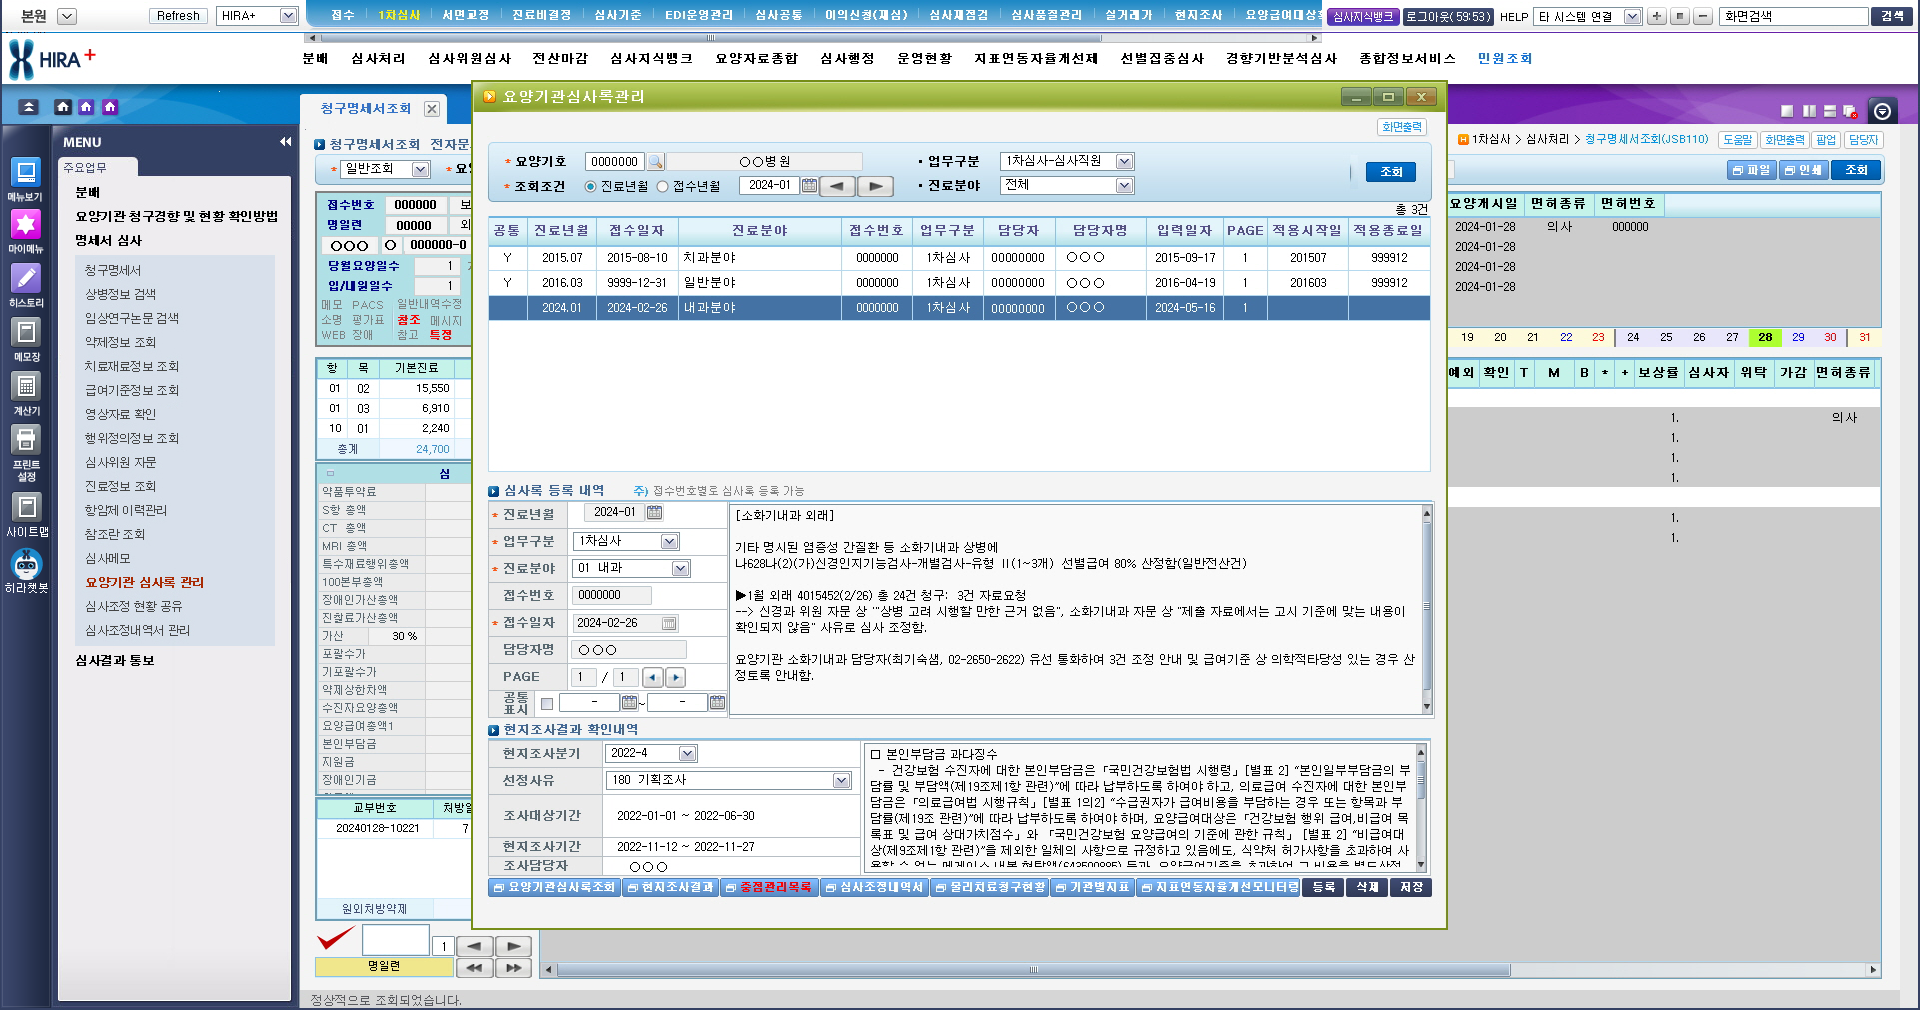 본원
Refresh
HIRA+
접수 1차심사 서면교정 진료비결정 심사기준 EDI운영관리 심사공통 이의신청(재심) 심사재점검 심사품질관리 실거래가 현지조사 요양급여대상
심사지식뱅크
로그아웃(59:53)
HELP
타 시스템 연결
화면검색
검색
HIRA+
분배 심사처리 심사위원심사 전산마감 심사지식뱅크 요양자료종합 심사행정 운영현황 지표연동자율개선제 선별집중심사 경향기반분석심사 종합정보서비스 민원조회
청구명세서조회
MENU
주요업무
분배
요양기관 청구경향 및 현황 확인방법
명세서 심사
청구명세서
상병정보 검색
임상연구논문 검색
약제정보 조회
치료재료정보 조회
급여기준정보 조회
영상자료 확인
행위정의정보 조회
심사위원 자문
진료정보 조회
항암제 이력관리
참조란 조회
심사메모
요양기관 심사록 관리
심사조정 현황 공유
심사조정내역서 관리
심사결과 통보
메뉴보기
마이메뉴
히스토리
메모장
계산기
프린트
설정
사이트맵
히라챗봇
청구명세서조회 전자문
* 일반조회 * 요
접수번호 000000 보
명일련 00000 외
○○○ ○ 000000-0
당월요양일수 1
입/내원일수 1
메모 PACS 일반내역수정
소명 평가표 참조 메시지
WEB 장애 참고 특정
항 목 기본진료
01 02 15,550
01 03 6,910
10 01 2,240
총계 24,700
심
약품투약료
S항 총액
CT 총액
MRI 총액
특수재료행위총액
100본부총액
장애인가산총액
진찰료가산총액
가산 30 %
포괄수가
기포괄수가
약제상한차액
수진자요양총액
요양급여총액1
본인부담금
지원금
장애인기금
교부번호 처방일
20240128-10221 7
원외처방약제
1
명일련
정상적으로 조회되었습니다.
요양기관심사록관리
화면출력
* 요양기호 0000000 ○○병원 · 업무구분 1차심사-심사직원
* 조회조건 진료년월 접수년월 2024-01 · 진료분야 전체
조회
총 3건
공통 진료년월 접수일자 진료분야 접수번호 업무구분 담당자 담당자명 입력일자 PAGE 적용시작일 적용종료일
Y 2015.07 2015-08-10 치과분야 0000000 1차심사 00000000 ○○○ 2015-09-17 1 201507 999912
Y 2016.03 9999-12-31 일반분야 0000000 1차심사 00000000 ○○○ 2016-04-19 1 201603 999912
2024.01 2024-02-26 내과분야 0000000 1차심사 00000000 ○○○ 2024-05-16 1
심사록 등록 내역 주) 접수번호별로 심사록 등록 가능
* 진료년월 2024-01
* 업무구분 1차심사
* 진료분야 01 내과
접수번호 0000000
* 접수일자 2024-02-26
담당자명 ○○○
PAGE 1 / 1
공통
표시 - ~ -
[소화기내과 외래]
기타 명시된 염증성 간질환 등 소화기내과 상병에
나628나(2)(가)신경인지기능검사-개별검사-유형 Ⅱ(1~3개) 선별급여 80% 산정함(일반전산건)
▶1월 외래 4015452(2/26) 총 24건 청구: 3건 자료요청
--> 신경과 위원 자문 상 '"상병 고려 시행할 만한 근거 없음", 소화기내과 자문 상 "제출 자료에서는 고시 기준에 맞는 내용이
확인되지 않음" 사유로 심사 조정함.
요양기관 소화기내과 담당자(최기숙샘, 02-2650-2622) 유선 통화하여 3건 조정 안내 및 급여기준 상 의학적타당성 있는 경우 산
정토록 안내함.
현지조사결과 확인내역
현지조사분기 2022-4
선정사유 180 기획조사
조사대상기간 2022-01-01 ~ 2022-06-30
현지조사기간 2022-11-12 ~ 2022-11-27
조사담당자 ○○○
□ 본인부담금 과다징수
- 건강보험 수진자에 대한 본인부담금은 「국민건강보험법 시행령」[별표 2] “본인일부부담금의 부
담률 및 부담액(제19조제1항 관련)”에 따라 납부하도록 하여야 하고, 의료급여 수진자에 대한 본인부
담금은 「의료급여법 시행규칙」[별표 1의2] “수급권자가 급여비용을 부담하는 경우 또는 항목과 부
담률(제19조 관련)”에 따라 납부하도록 하여야 하며, 요양급여대상은 「건강보험 행위 급여,비급여 목
록표 및 급여 상대가치점수」와 「국민건강보험 요양급여의 기준에 관한 규칙」 [별표 2] “비급여대
상(제9조제1항 관련)”을 제외한 일체의 사항으로 규정하고 있음에도, 식약처 허가사항을 초과하여 사
요양기관심사록조회 현지조사결과 중점관리목록 심사조정내역서 물리치료청구현황 기관별지표 지표연동자율개선모니터링 등록 삭제 저장
1차심사 > 심사처리 > 청구명세서조회(JSB110) 도움말 화면출력 팝업 담당자
파일 인쇄 조회
요양개시일 면허종류 면허번호
2024-01-28 의사 000000
2024-01-28
2024-01-28
2024-01-28
19 20 21 22 23 24 25 26 27 28 29 30 31
예외 확인 T M B * + 보상률 심사자 위탁 가감 면허종류
1. 의사
1.
1.
1.
1.
1.